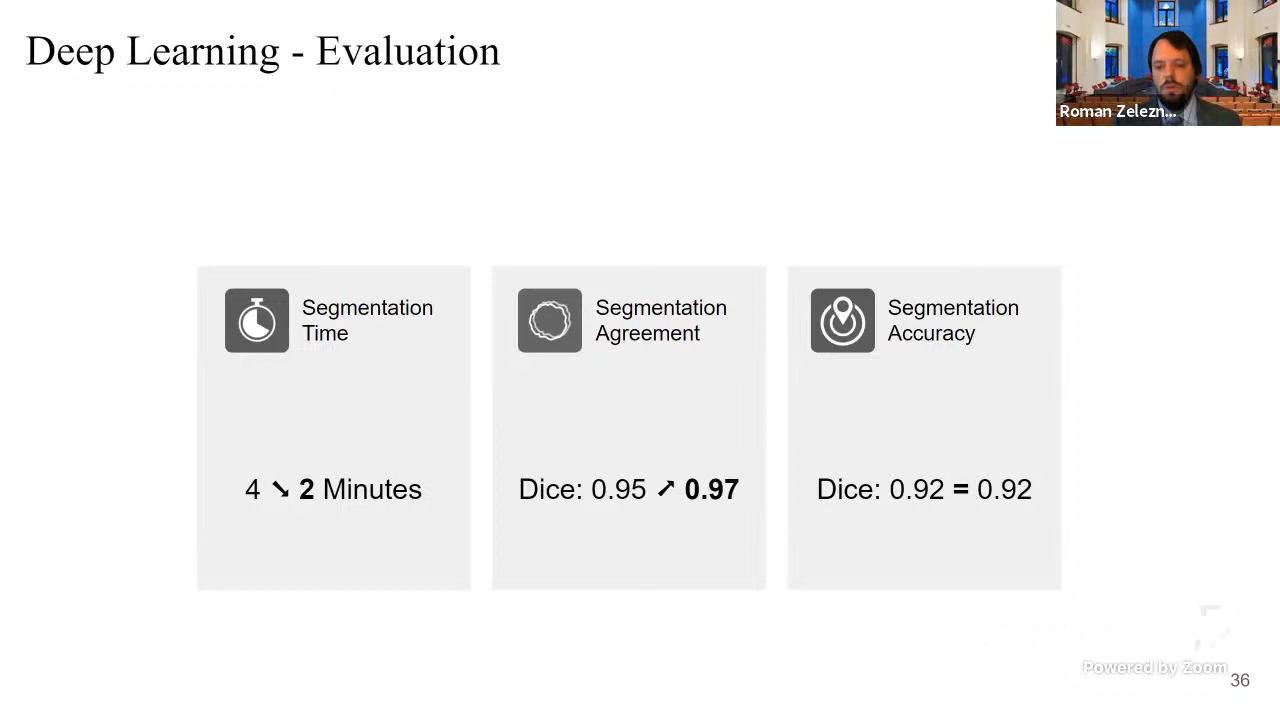 Deep Learning - Evaluation
Roman Zelezn...
Segmentation
Time
4 ➘ 2 Minutes
Segmentation
Agreement
Dice: 0.95 ➚ 0.97
Segmentation
Accuracy
Dice: 0.92 = 0.92
Powered by Zoom
36